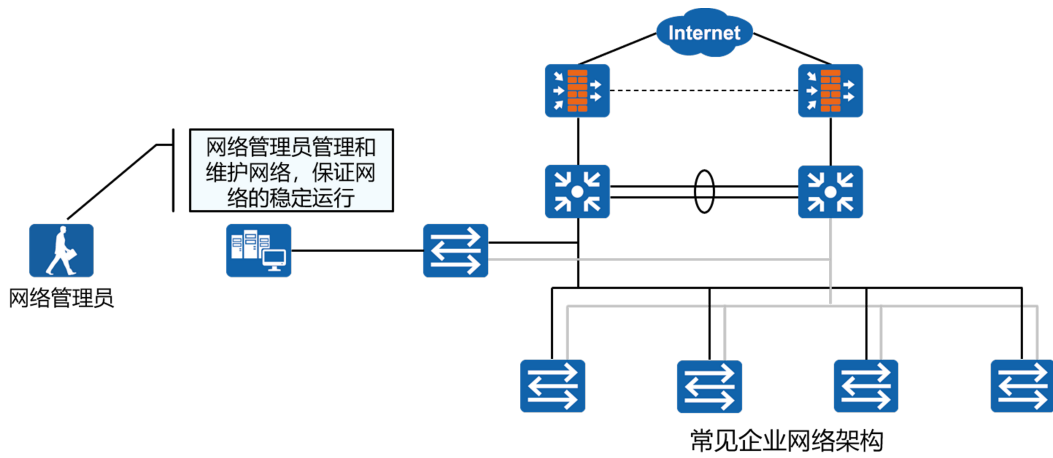 Internet
网络管理员管理和
维护网络，保证网
络的稳定运行
网络管理员
常见企业网络架构